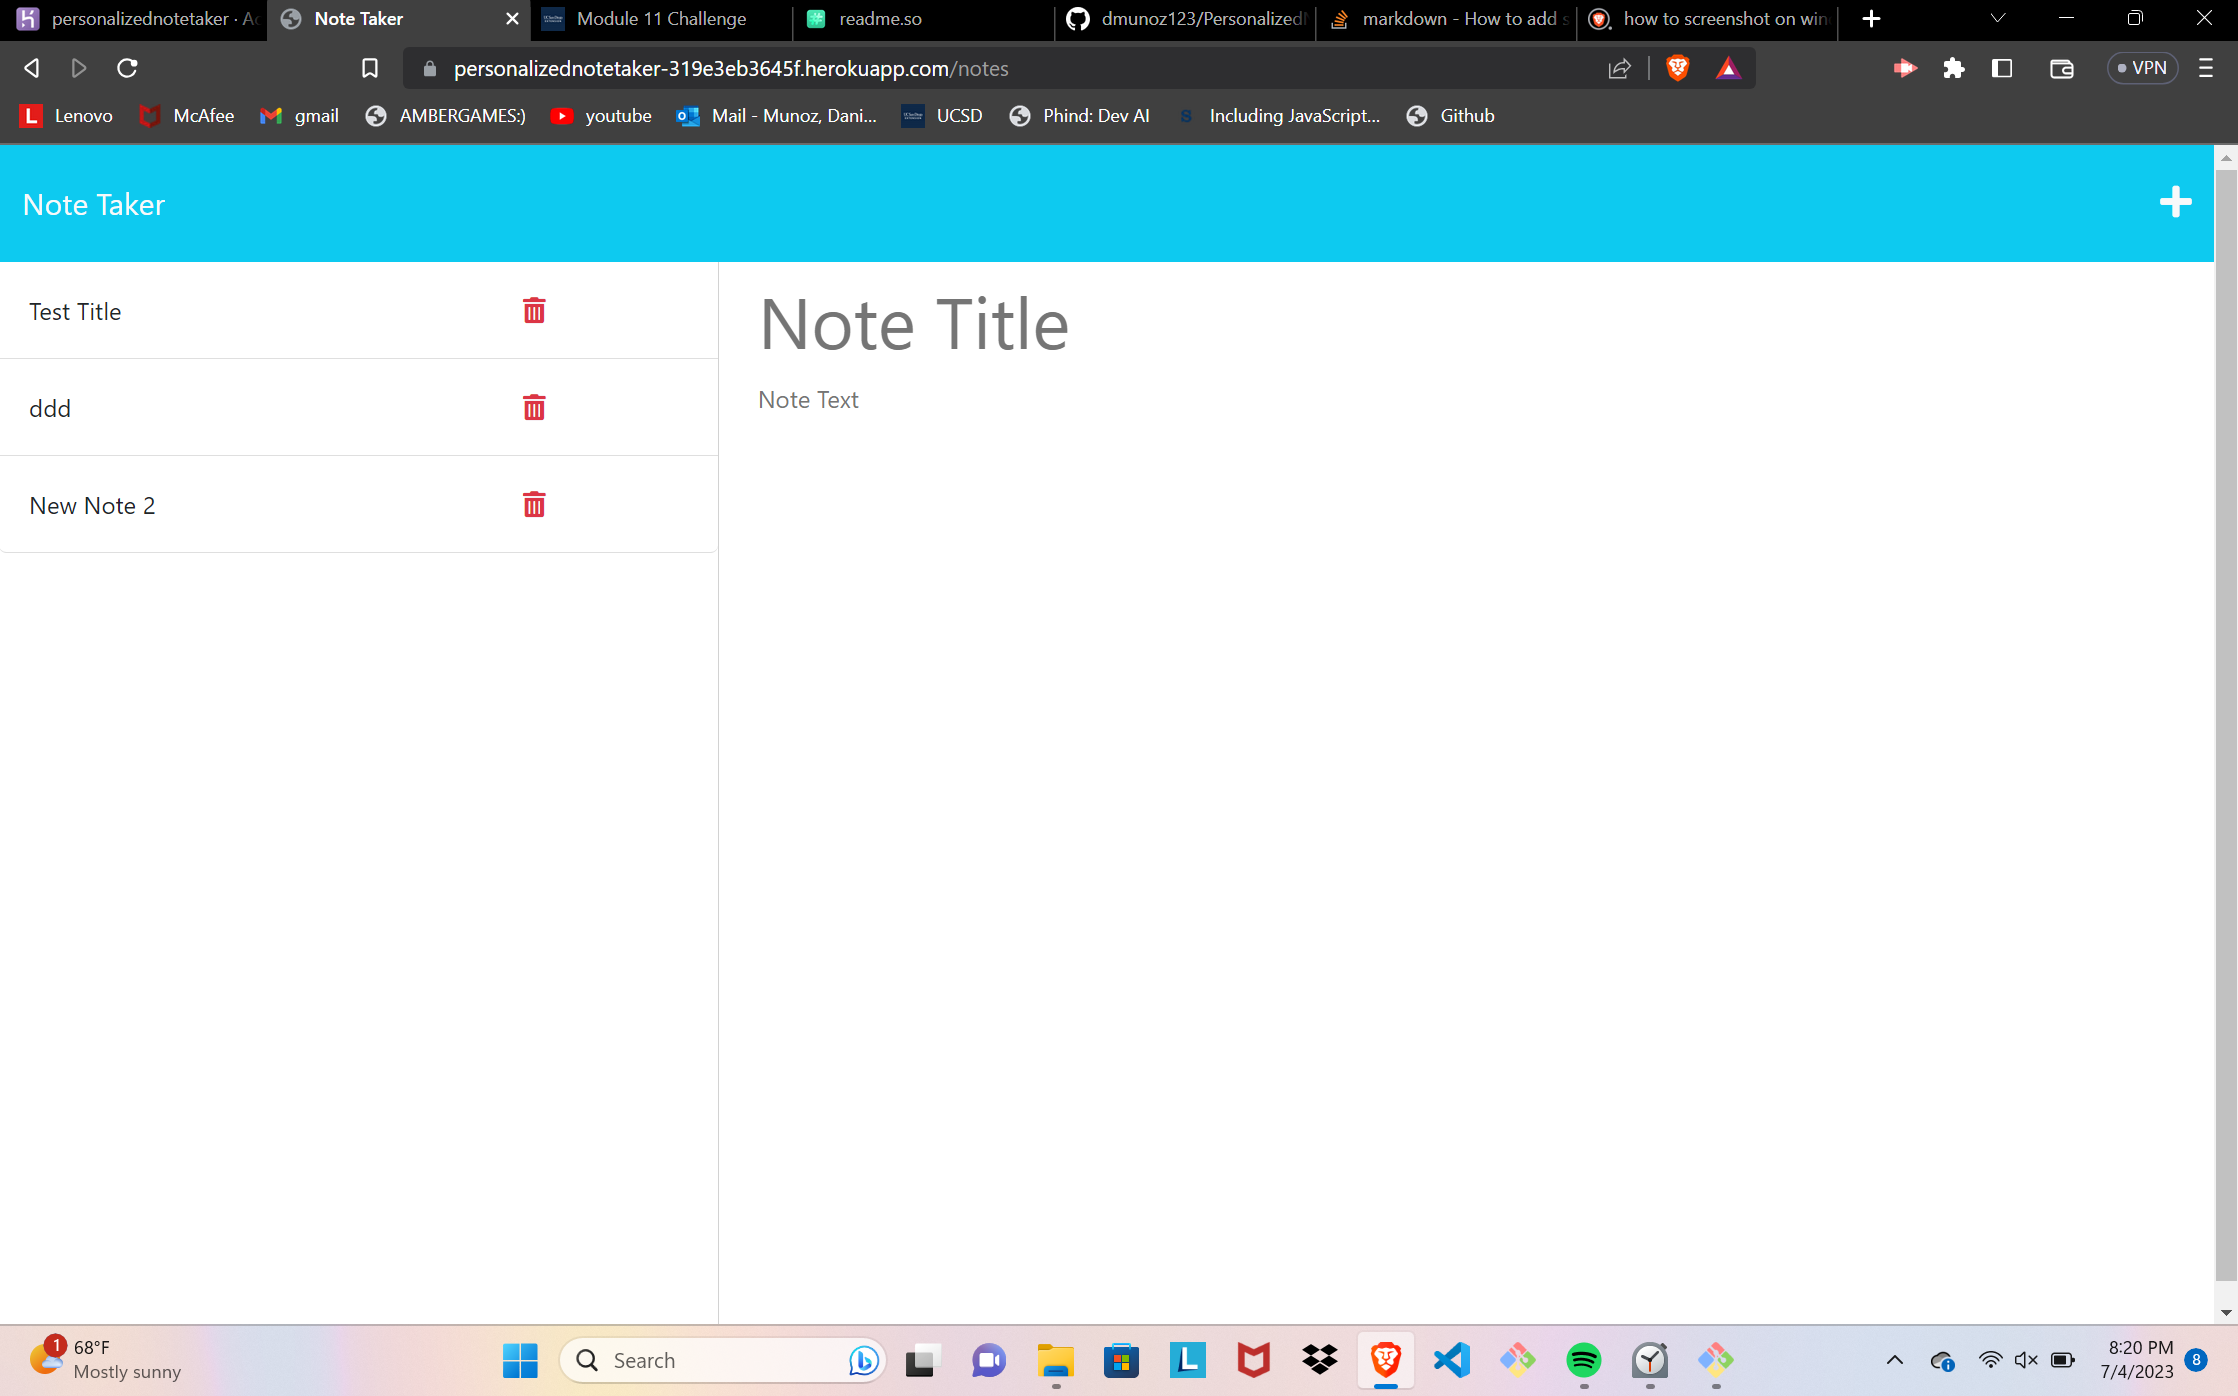 personalizednotetaker · Ac
Note Taker
Module 11 Challenge
readme.so
dmunoz123/PersonalizedN
markdown - How to add s
how to screenshot on win
personalizednotetaker-319e3eb3645f.herokuapp.com/notes
VPN
Lenovo
McAfee
gmail
AMBERGAMES:)
youtube
Mail - Munoz, Dani...
UCSD
Phind: Dev AI
Including JavaScript...
Github
Note Taker
Test Title
ddd
New Note 2
Note Title
Note Text
1
68°F
Mostly sunny
Search
8:20 PM
7/4/2023
8